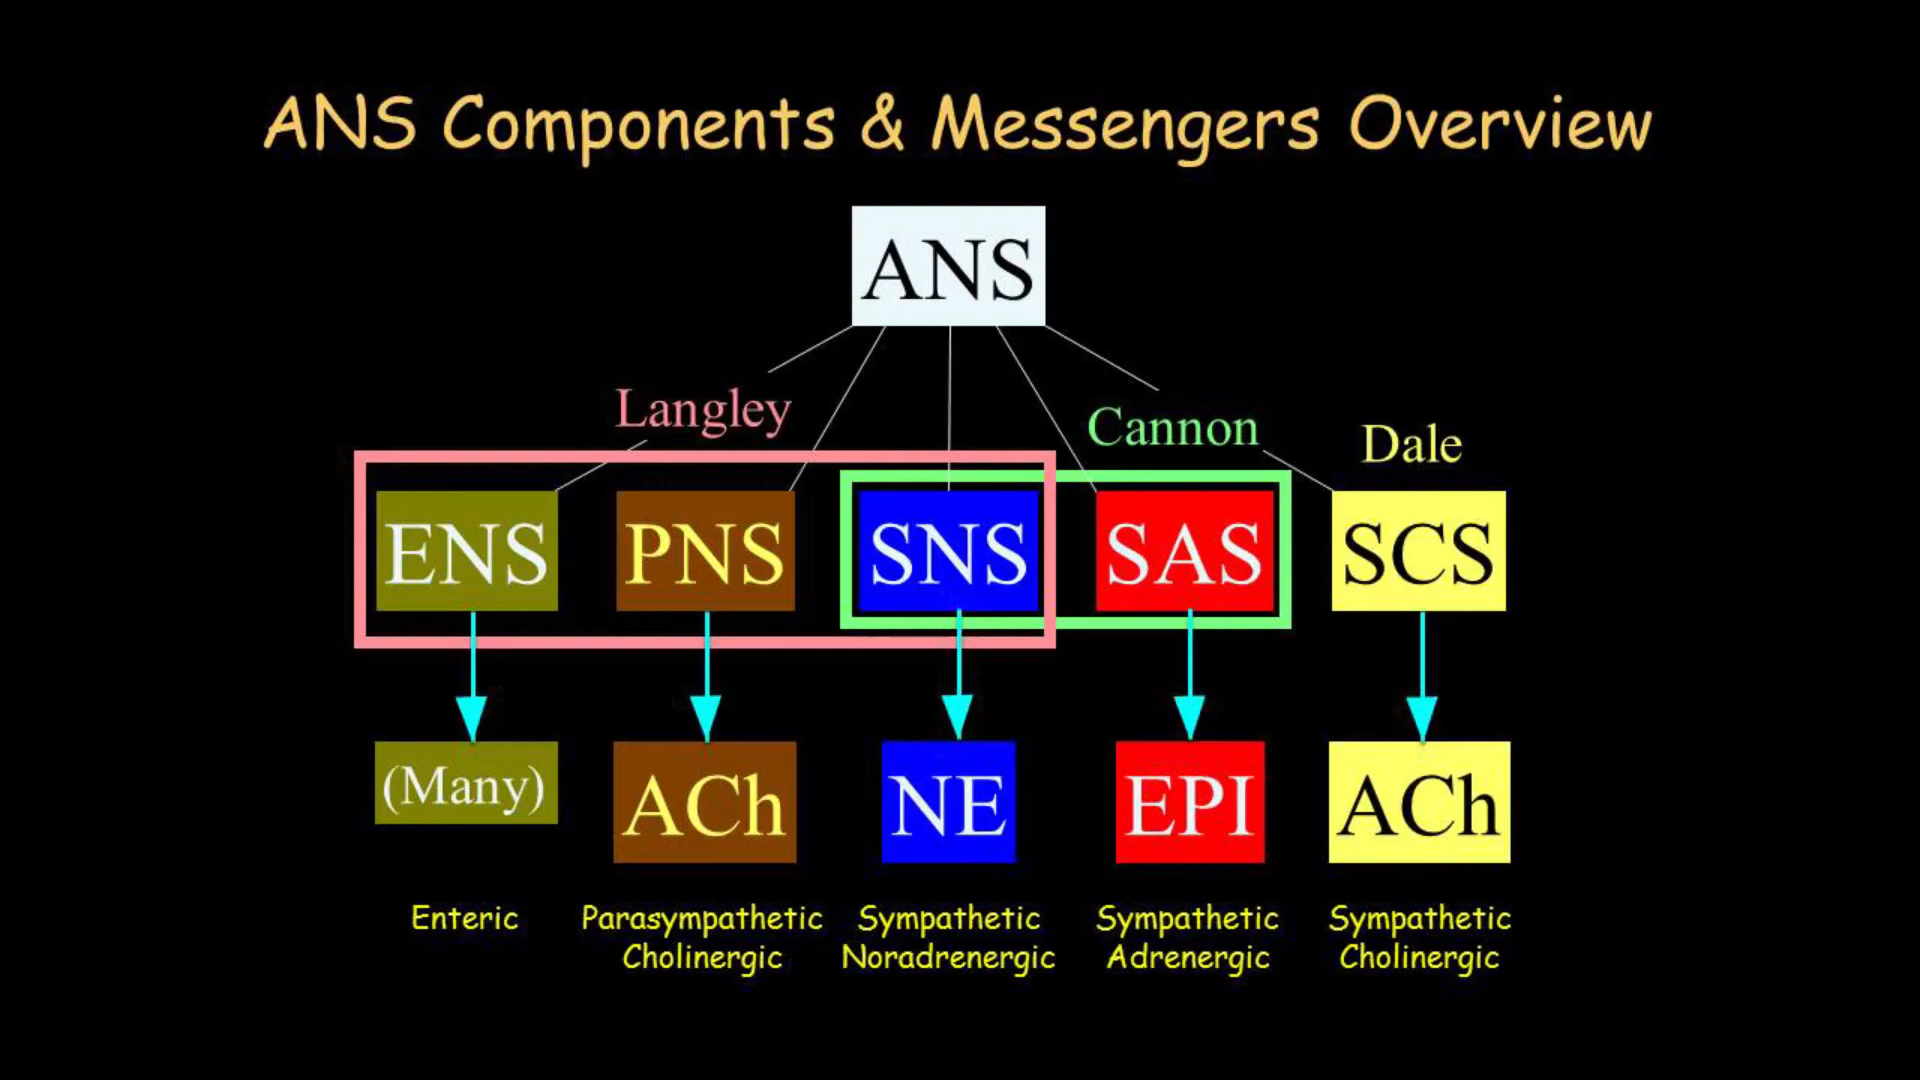 ANS Components & Messengers Overview
ANS
Langley
Cannon
Dale
ENS
PNS
SNS
SAS
SCS
(Many)
ACh
NE
EPI
ACh
Enteric
Parasympathetic
Cholinergic
Sympathetic
Noradrenergic
Sympathetic
Adrenergic
Sympathetic
Cholinergic